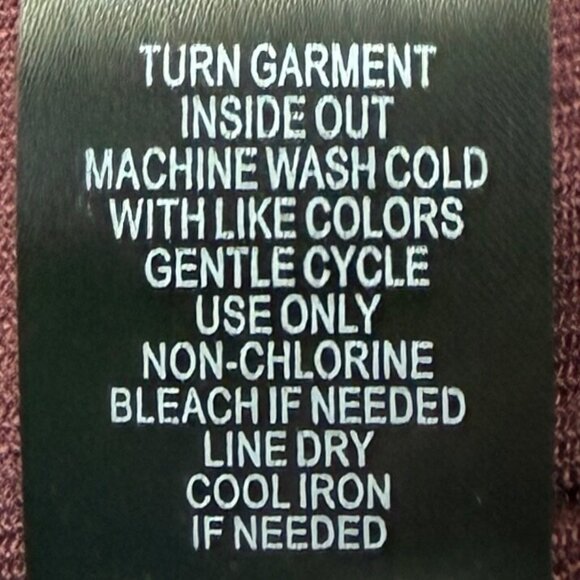 TURN GARMENT
INSIDE OUT
MACHINE WASH COLD
WITH LIKE COLORS
GENTLE CYCLE
USE ONLY
NON-CHLORINE
BLEACH IF NEEDED
LINE DRY
COOL IRON
IF NEEDED